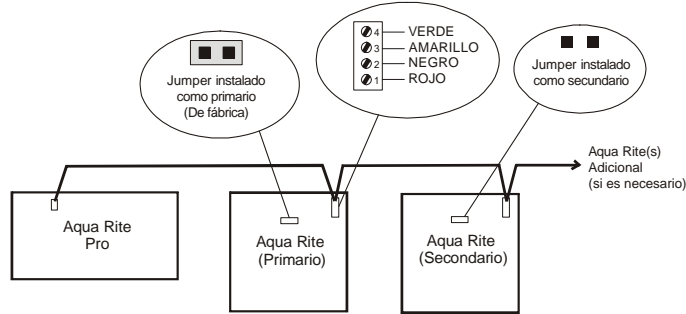 Jumper instalado
como primario
(De fábrica)
4 VERDE
3 AMARILLO
2 NEGRO
1 ROJO
Jumper instalado
como secundario
Aqua Rite(s)
Adicional
(si es necesario)
Aqua Rite
Pro
Aqua Rite
(Primario)
Aqua Rite
(Secondario)